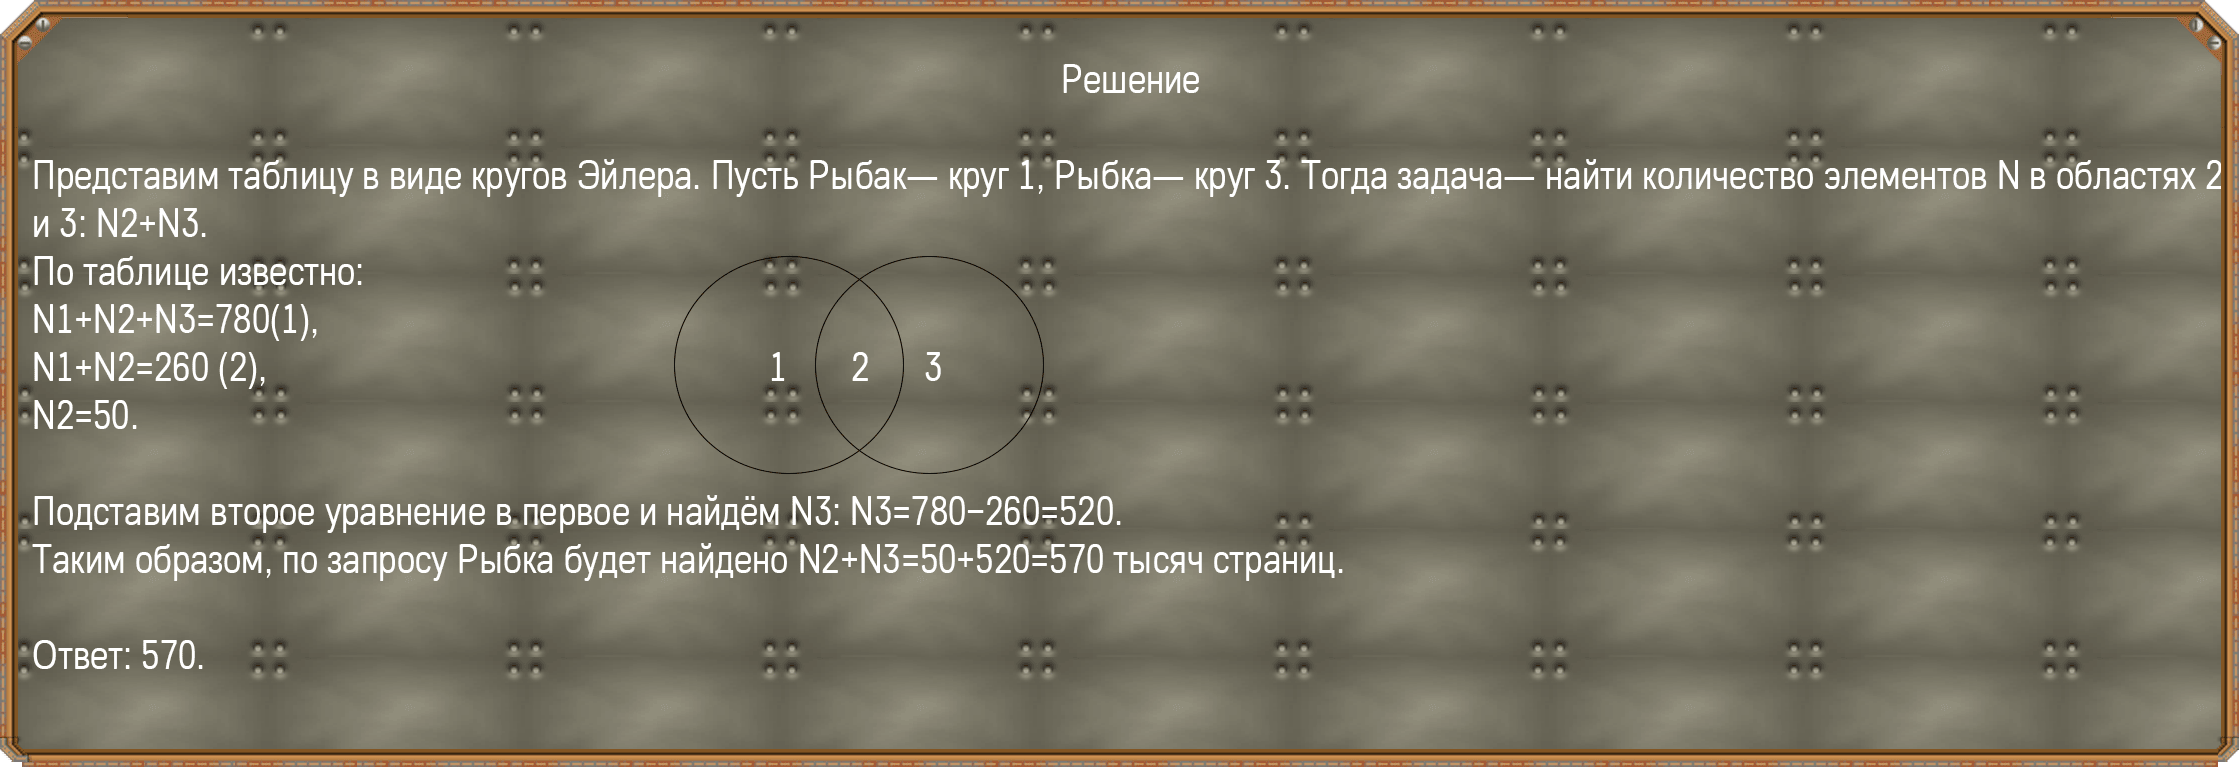 Решение
Представим таблицу в виде кругов Эйлера. Пусть Рыбак— круг 1, Рыбка— круг 3. Тогда задача— найти количество элементов N в областях 2
и 3: N2+N3.
По таблице известно:
N1+N2+N3=780(1),
N1+N2=260 (2),
N2=50.
1 2 3
Подставим второе уравнение в первое и найдём N3: N3=780−260=520.
Таким образом, по запросу Рыбка будет найдено N2+N3=50+520=570 тысяч страниц.
Ответ: 570.